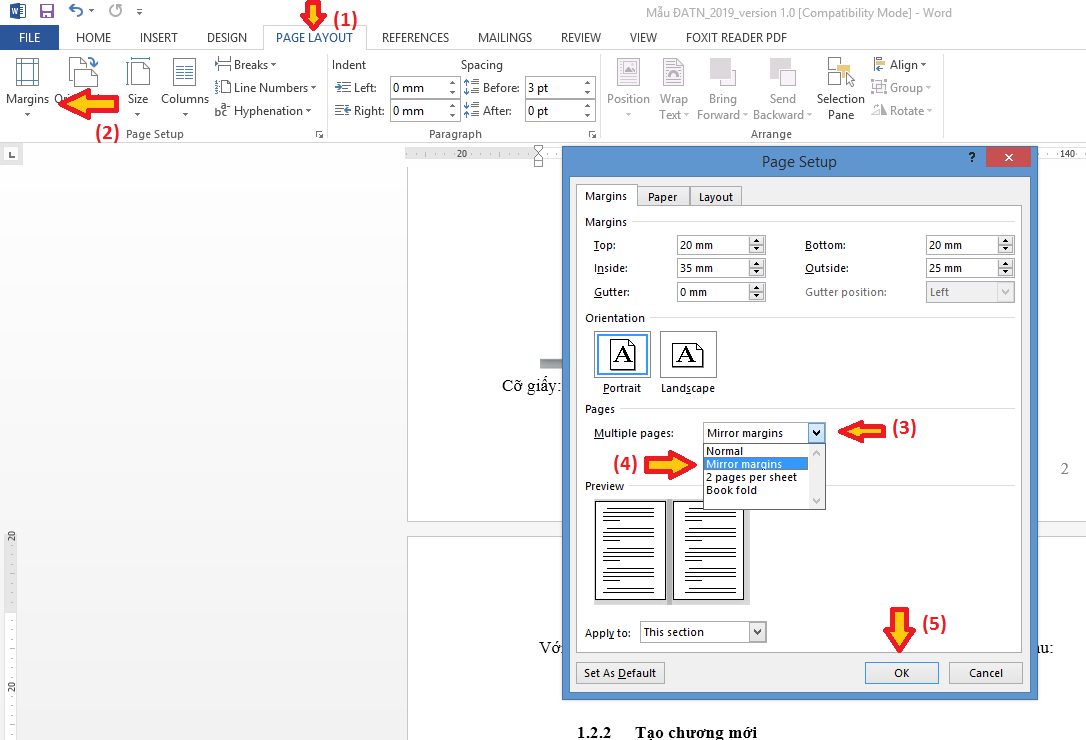 Mẫu ĐATN_2019_version 1.0 [Compatibility Mode] - Word
(1)
FILE HOME INSERT DESIGN PAGE LAYOUT REFERENCES MAILINGS REVIEW VIEW FOXIT READER PDF
Margins Size Columns
Breaks
Line Numbers
Hyphenation
(2)
Page Setup
Indent Spacing
Left: 0 mm Before: 3 pt
Right: 0 mm After: 0 pt
Paragraph
Position Wrap Text Bring Forward Send Backward Selection Pane
Align
Group
Rotate
Arrange
L
20 140
Page Setup ?
Margins Paper Layout
Margins
Top: 20 mm Bottom: 20 mm
Inside: 35 mm Outside: 25 mm
Gutter: 0 mm Gutter position: Left
Orientation
A A
Portrait Landscape
Cỡ giấy:
Pages
Multiple pages: Mirror margins (3)
Normal
(4) Mirror margins
2 pages per sheet
Book fold
2
Preview
20
(5)
Apply to: This section
Set As Default OK Cancel
20
1.2.2 Tạo chương mới